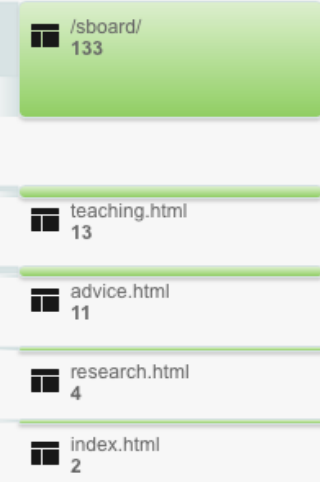 /sboard/
133
teaching.html
13
advice.html
11
research.html
4
index.html
2